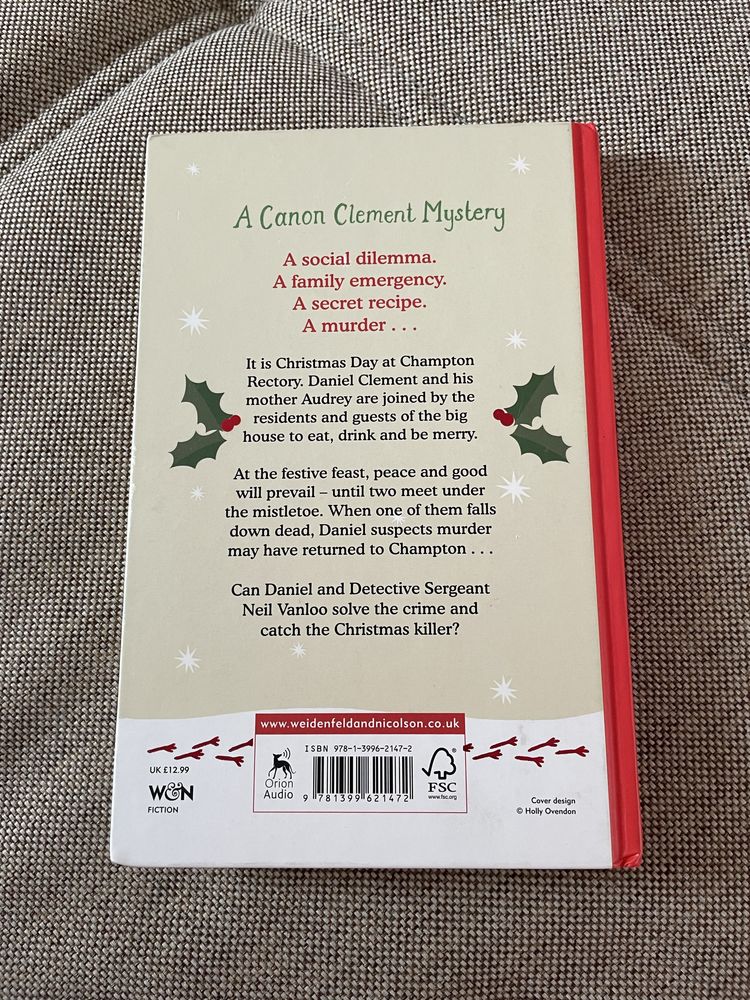 A Canon Clement Mystery
A social dilemma.
A family emergency.
A secret recipe.
A murder . . .
It is Christmas Day at Champton
Rectory. Daniel Clement and his
mother Audrey are joined by the
residents and guests of the big
house to eat, drink and be merry.
At the festive feast, peace and good
will prevail – until two meet under
the mistletoe. When one of them falls
down dead, Daniel suspects murder
may have returned to Champton . . .
Can Daniel and Detective Sergeant
Neil Vanloo solve the crime and
catch the Christmas killer?
www.weidenfeldandnicolson.co.uk
UK £12.99
W&N
FICTION
Orion
Audio
ISBN 978-1-3996-2147-2
9 781399 621472
FSC
www.fsc.org
Cover design
© Holly Ovendon